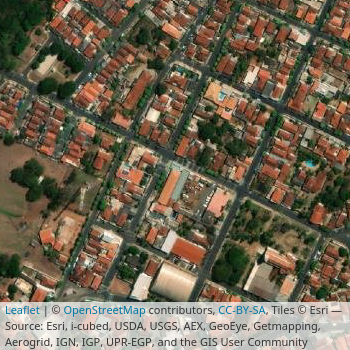 Leaflet | © OpenStreetMap contributors, CC-BY-SA, Tiles © Esri —
Source: Esri, i-cubed, USDA, USGS, AEX, GeoEye, Getmapping,
Aerogrid, IGN, IGP, UPR-EGP, and the GIS User Community